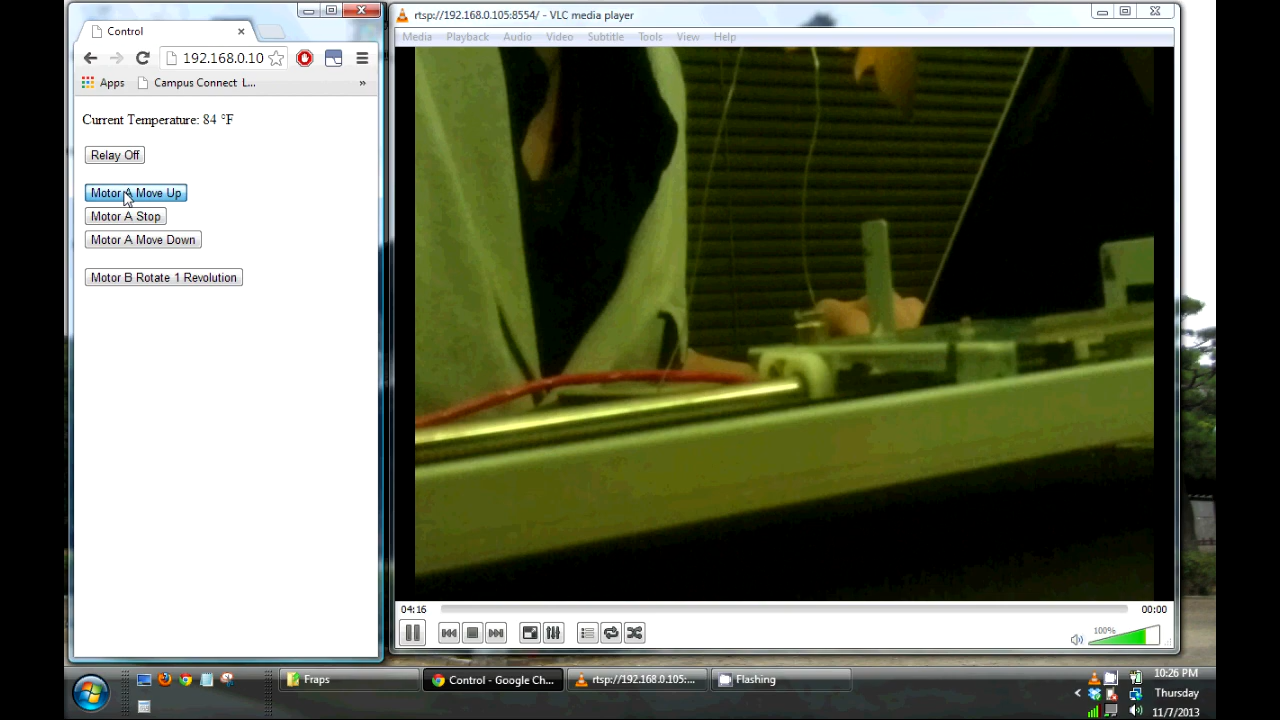 Control
192.168.0.10
Apps
Campus Connect L...
»
Current Temperature: 84 °F
Relay Off
Motor A Move Up
Motor A Stop
Motor A Move Down
Motor B Rotate 1 Revolution
rtsp://192.168.0.105:8554/ - VLC media player
Media Playback Audio Video Subtitle Tools View Help
04:16
00:00
100%
Fraps
Control - Google Ch...
rtsp://192.168.0.105:...
Flashing
10:26 PM
Thursday
11/7/2013